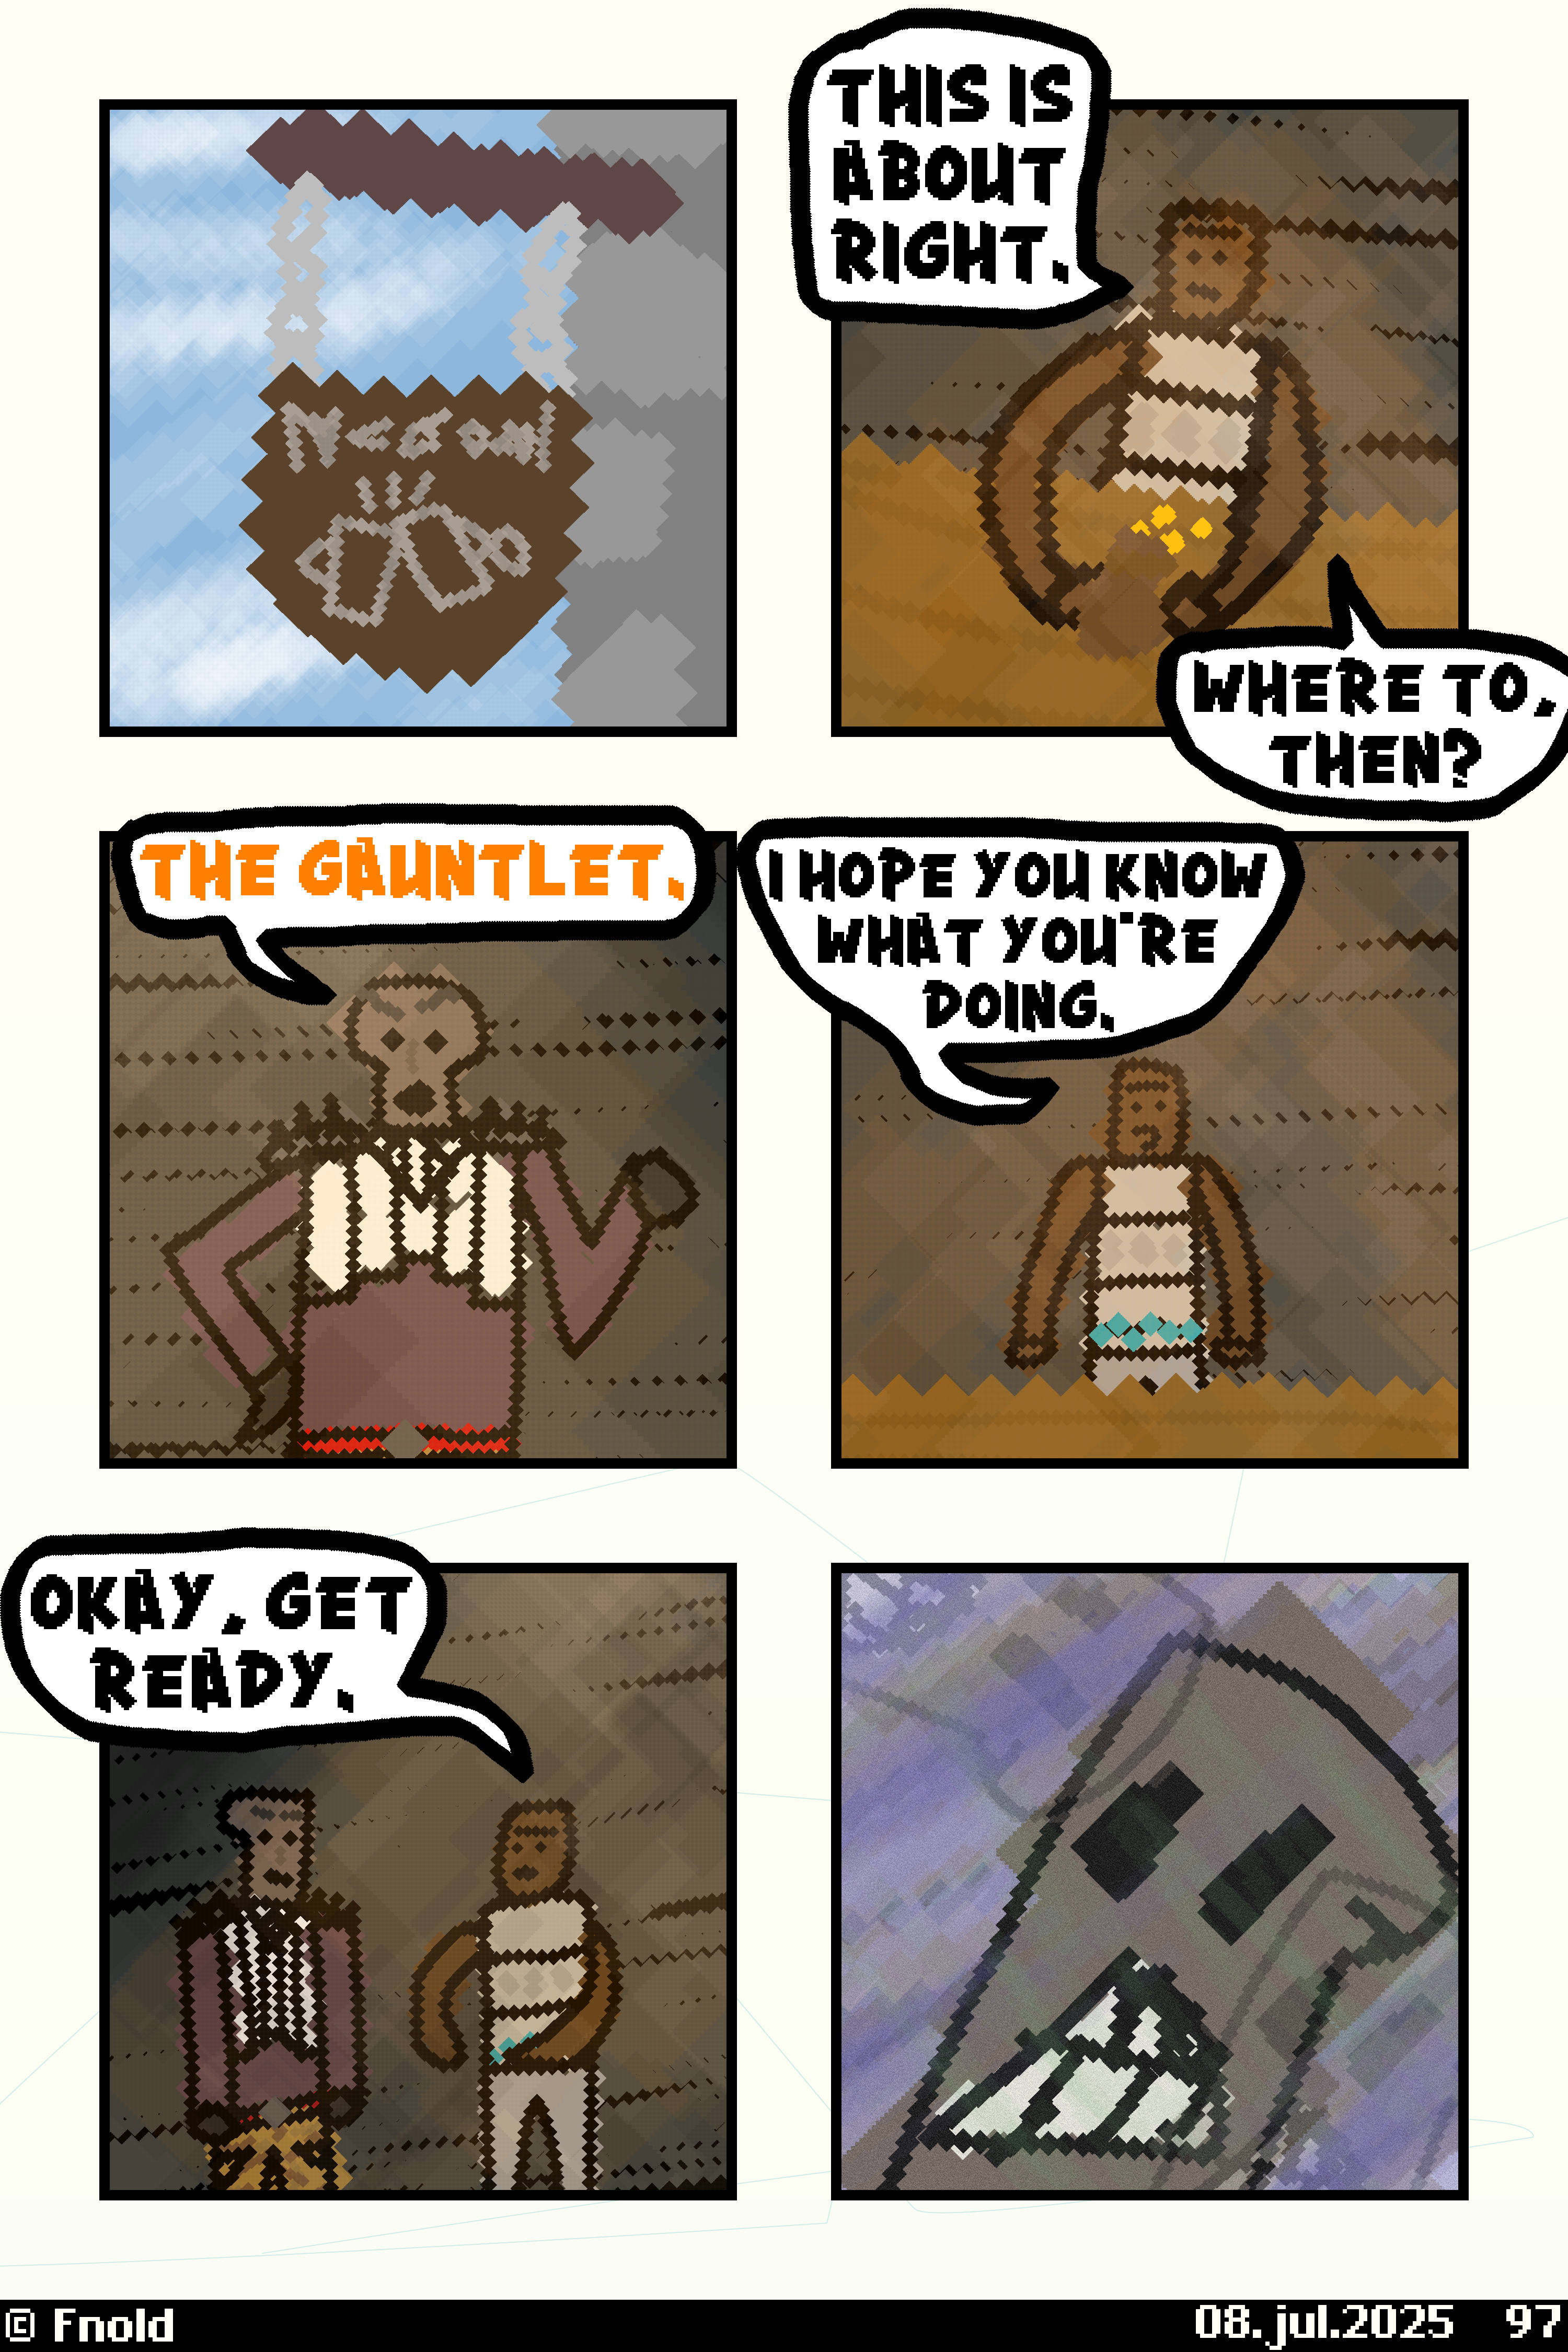 THIS IS
ABOUT
RIGHT.
WHERE TO,
THEN?
THE GAUNTLET.
I HOPE YOU KNOW
WHAT YOU'RE
DOING.
OKAY, GET
READY.
© Fnold
08.jul.2025 97